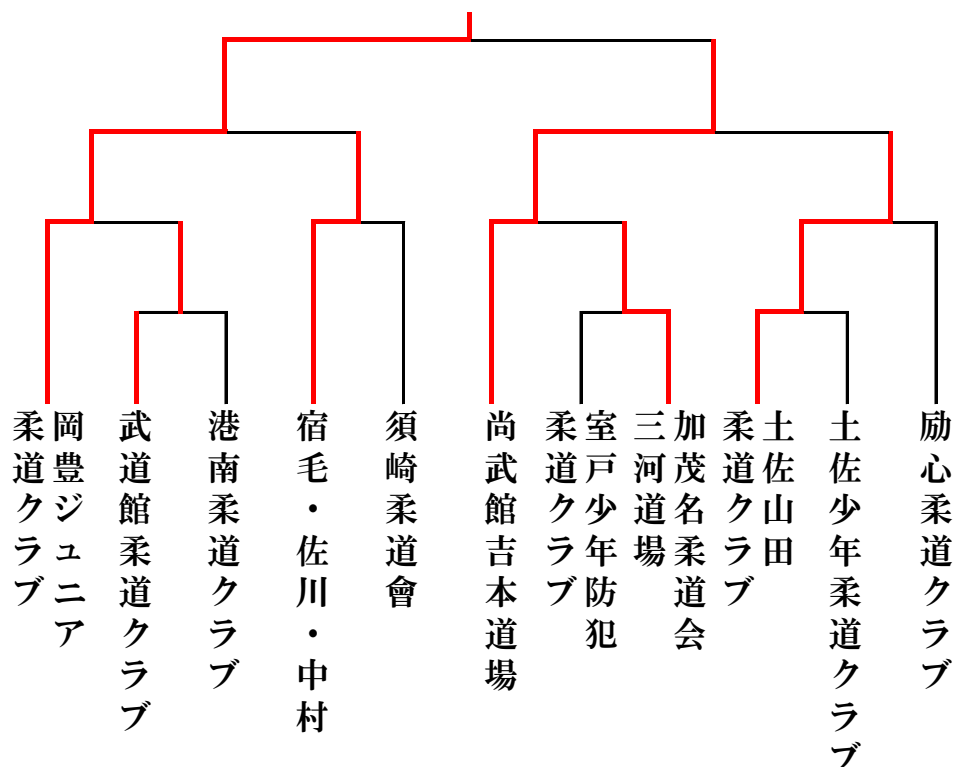 岡豊ジュニア
柔道クラブ
武道館柔道クラブ
港南柔道クラブ
宿毛・佐川・中村
須崎柔道會
尚武館吉本道場
室戸少年防犯
柔道クラブ
加茂名柔道会
三河道場
土佐山田
柔道クラブ
土佐少年柔道クラブ
励心柔道クラブ